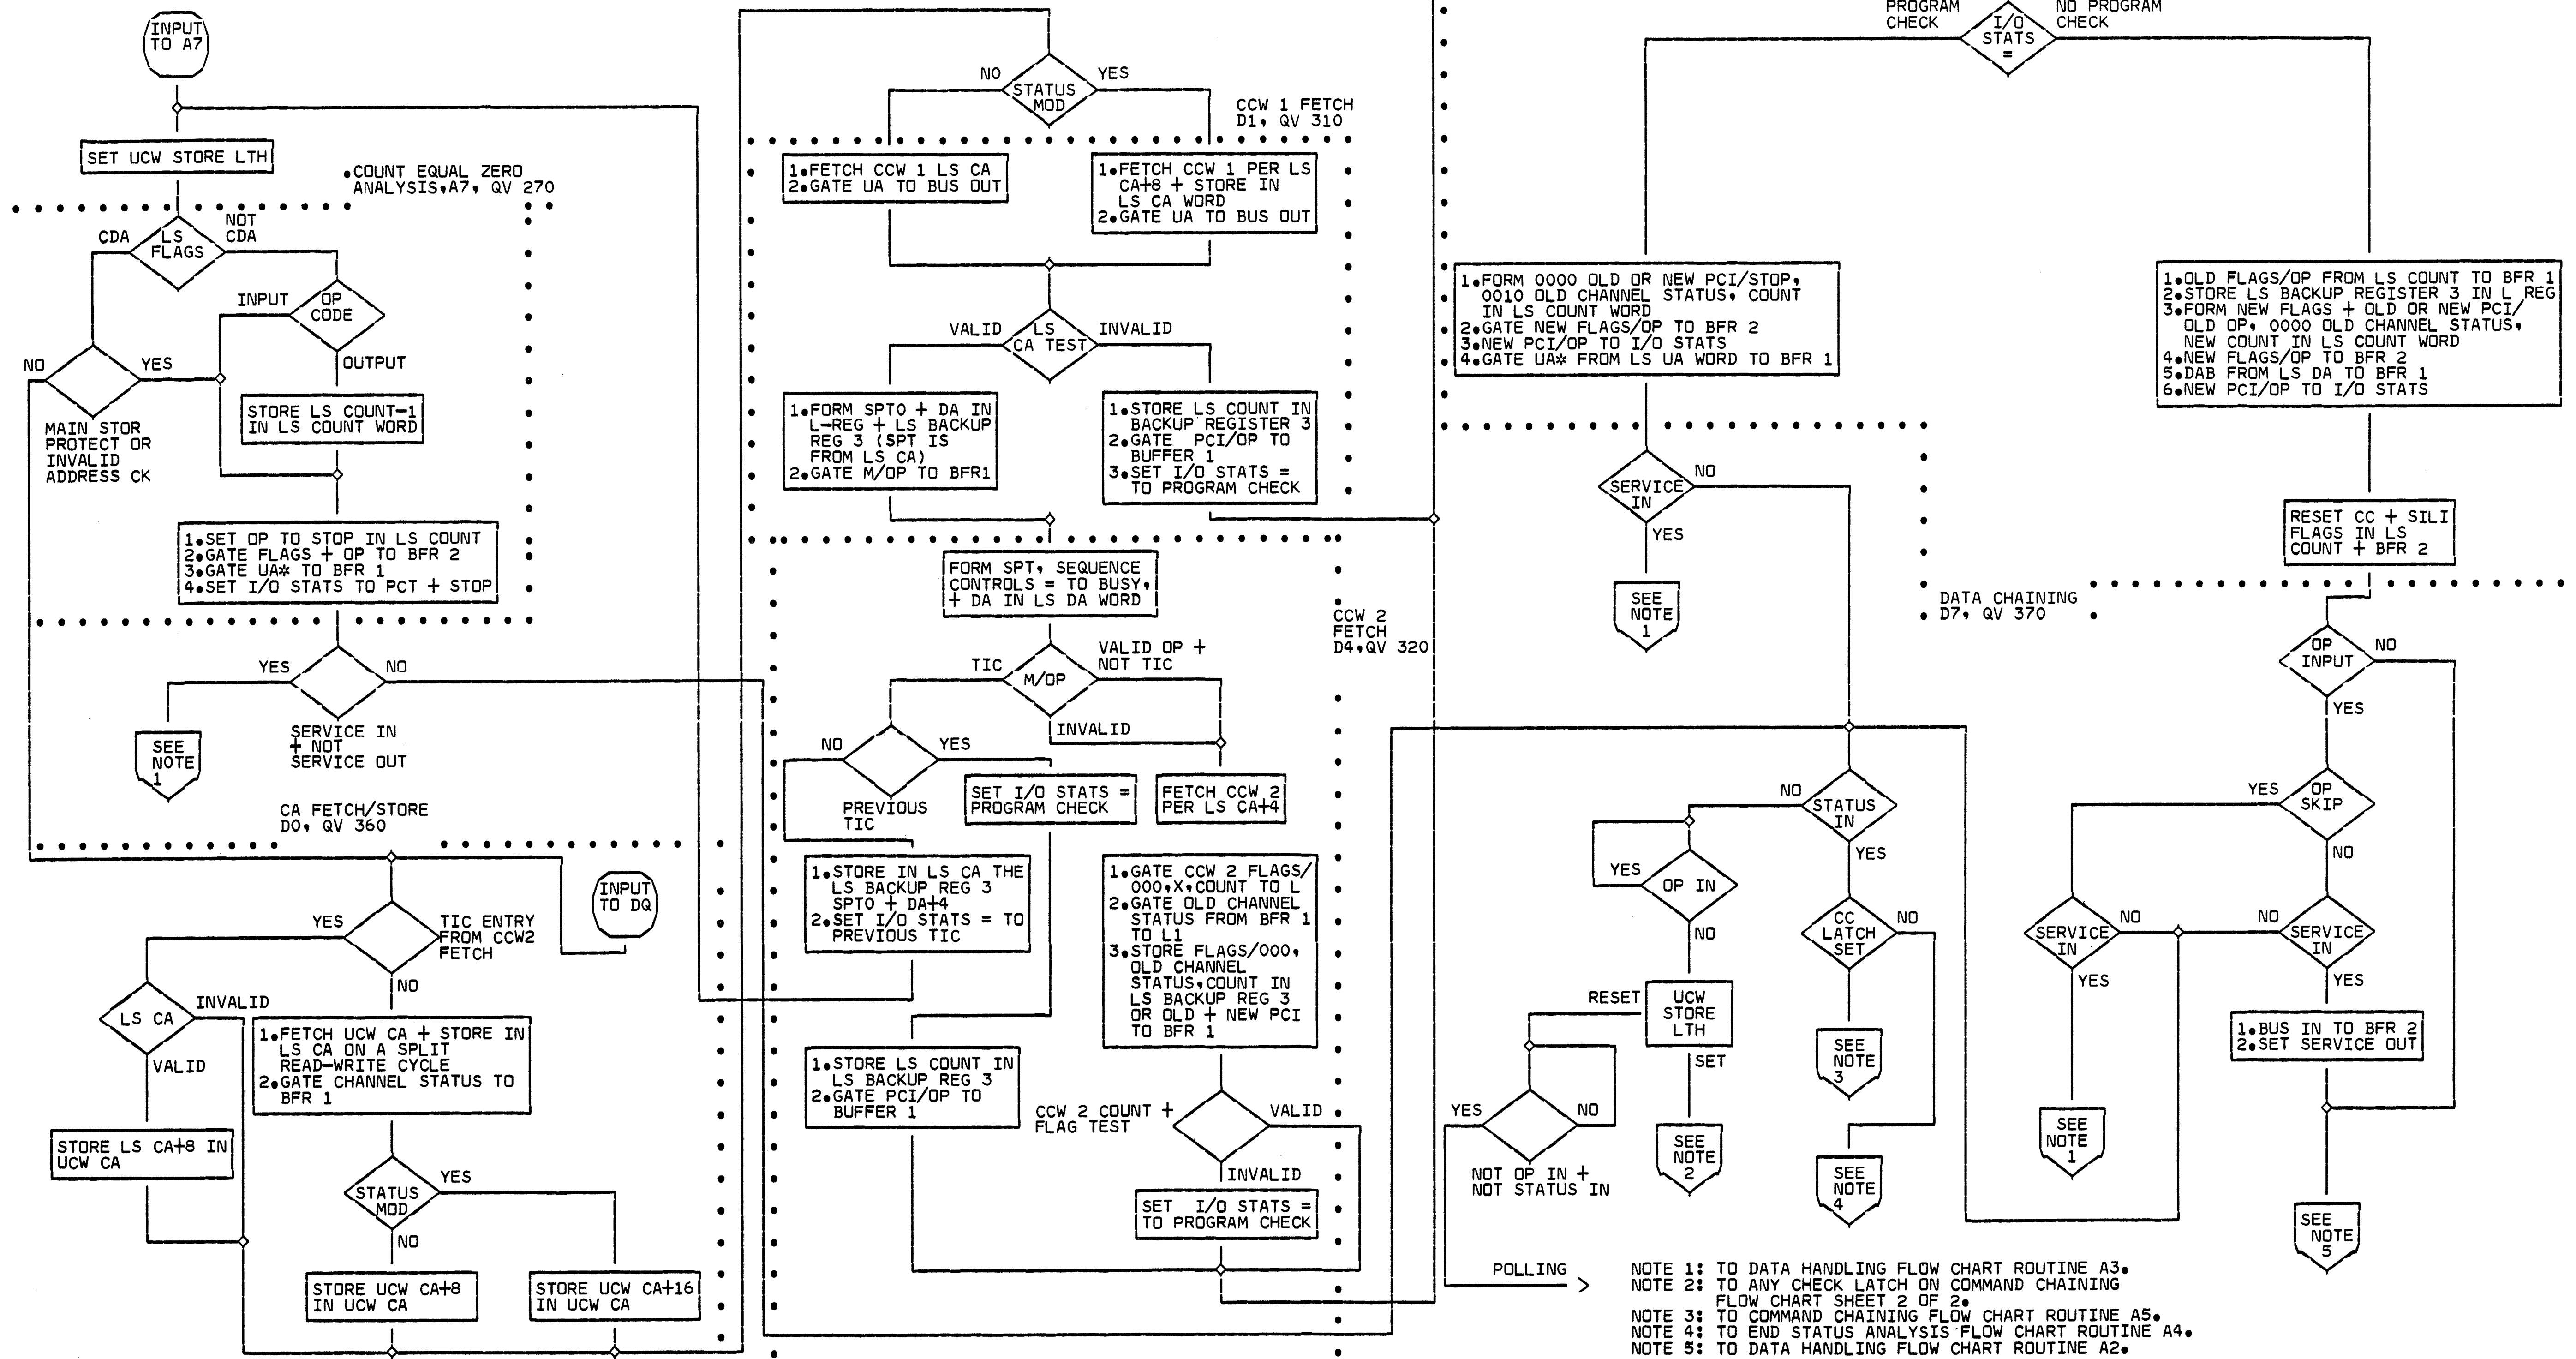 INPUT
TO A7
SET UCW STORE LTH
•COUNT EQUAL ZERO
ANALYSIS,A7, QV 270
LS
FLAGS
CDA
NOT
CDA
INPUT
OP
CODE
OUTPUT
NO
YES
MAIN STOR
PROTECT OR
INVALID
ADDRESS CK
STORE LS COUNT-1
IN LS COUNT WORD
1.SET OP TO STOP IN LS COUNT
2.GATE FLAGS + OP TO BFR 2
3.GATE UA* TO BFR 1
4.SET I/O STATS TO PCT + STOP
YES
NO
SERVICE IN
+ NOT
SERVICE OUT
SEE
NOTE
1
CA FETCH/STORE
D0, QV 360
INPUT
TO DQ
YES
TIC ENTRY
FROM CCW2
FETCH
NO
LS CA
INVALID
VALID
1.FETCH UCW CA + STORE IN
LS CA ON A SPLIT
READ-WRITE CYCLE
2.GATE CHANNEL STATUS TO
BFR 1
STORE LS CA+8 IN
UCW CA
STATUS
MOD
YES
NO
STORE UCW CA+8
IN UCW CA
STORE UCW CA+16
IN UCW CA
NO
STATUS
MOD
YES
CCW 1 FETCH
D1, QV 310
1.FETCH CCW 1 LS CA
2.GATE UA TO BUS OUT
1.FETCH CCW 1 PER LS
CA+8 + STORE IN
LS CA WORD
2.GATE UA TO BUS OUT
VALID
LS
CA TEST
INVALID
1.FORM SPTO + DA IN
L-REG + LS BACKUP
REG 3 (SPT IS
FROM LS CA)
2.GATE M/OP TO BFR1
1.STORE LS COUNT IN
BACKUP REGISTER 3
2.GATE PCI/OP TO
BUFFER 1
3.SET I/O STATS =
TO PROGRAM CHECK
FORM SPT, SEQUENCE
CONTROLS = TO BUSY,
+ DA IN LS DA WORD
CCW 2
FETCH
D4,QV 320
TIC
M/OP
VALID OP +
NOT TIC
INVALID
NO
YES
PREVIOUS
TIC
SET I/O STATS =
PROGRAM CHECK
FETCH CCW 2
PER LS CA+4
1.STORE IN LS CA THE
LS BACKUP REG 3
SPTO + DA+4
2.SET I/O STATS = TO
PREVIOUS TIC
1.GATE CCW 2 FLAGS/
000,X,COUNT TO L
2.GATE OLD CHANNEL
STATUS FROM BFR 1
TO L1
3.STORE FLAGS/000,
OLD CHANNEL
STATUS,COUNT IN
LS BACKUP REG 3
OR OLD + NEW PCI
TO BFR 1
1.STORE LS COUNT IN
LS BACKUP REG 3
2.GATE PCI/OP TO
BUFFER 1
CCW 2 COUNT +
FLAG TEST
VALID
INVALID
SET I/O STATS =
TO PROGRAM CHECK
PROGRAM
CHECK
I/O
STATS
=
NO PROGRAM
CHECK
1.FORM 0000 OLD OR NEW PCI/STOP,
0010 OLD CHANNEL STATUS, COUNT
IN LS COUNT WORD
2.GATE NEW FLAGS/OP TO BFR 2
3.NEW PCI/OP TO I/O STATS
4.GATE UA* FROM LS UA WORD TO BFR 1
1.OLD FLAGS/OP FROM LS COUNT TO BFR 1
2.STORE LS BACKUP REGISTER 3 IN L REG
3.FORM NEW FLAGS + OLD OR NEW PCI/
OLD OP, 0000 OLD CHANNEL STATUS,
NEW COUNT IN LS COUNT WORD
4.NEW FLAGS/OP TO BFR 2
5.DAB FROM LS DA TO BFR 1
6.NEW PCI/OP TO I/O STATS
SERVICE
IN
NO
YES
SEE
NOTE
1
RESET CC + SILI
FLAGS IN LS
COUNT + BFR 2
DATA CHAINING
D7, QV 370
OP
INPUT
NO
YES
NO
STATUS
IN
YES
YES
OP IN
NO
CC
LATCH
SET
NO
YES
OP
SKIP
NO
SERVICE
IN
NO
YES
NO
SERVICE
IN
YES
RESET
UCW
STORE
LTH
SET
SEE
NOTE
3
1.BUS IN TO BFR 2
2.SET SERVICE OUT
YES
NO
NOT OP IN +
NOT STATUS IN
SEE
NOTE
2
SEE
NOTE
4
SEE
NOTE
1
SEE
NOTE
5
POLLING
NOTE 1: TO DATA HANDLING FLOW CHART ROUTINE A3.
NOTE 2: TO ANY CHECK LATCH ON COMMAND CHAINING
FLOW CHART SHEET 2 OF 2.
NOTE 3: TO COMMAND CHAINING FLOW CHART ROUTINE A5.
NOTE 4: TO END STATUS ANALYSIS FLOW CHART ROUTINE A4.
NOTE 5: TO DATA HANDLING FLOW CHART ROUTINE A2.